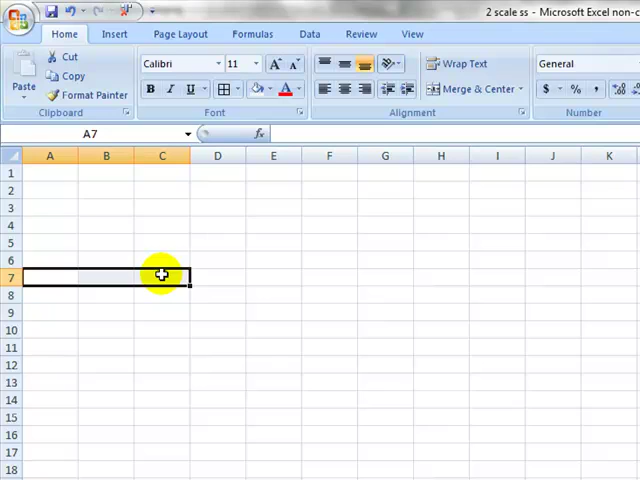 2 scale ss - Microsoft Excel non-c
Home Insert Page Layout Formulas Data Review View
Paste Cut Calibri 11 A A Wrap Text General
Copy
Format Painter B I U A Merge & Center $ % ,
Clipboard Font Alignment Number
A7 fx
A B C D E F G H I J K
1
2
3
4
5
6
7
8
9
10
11
12
13
14
15
16
17
18